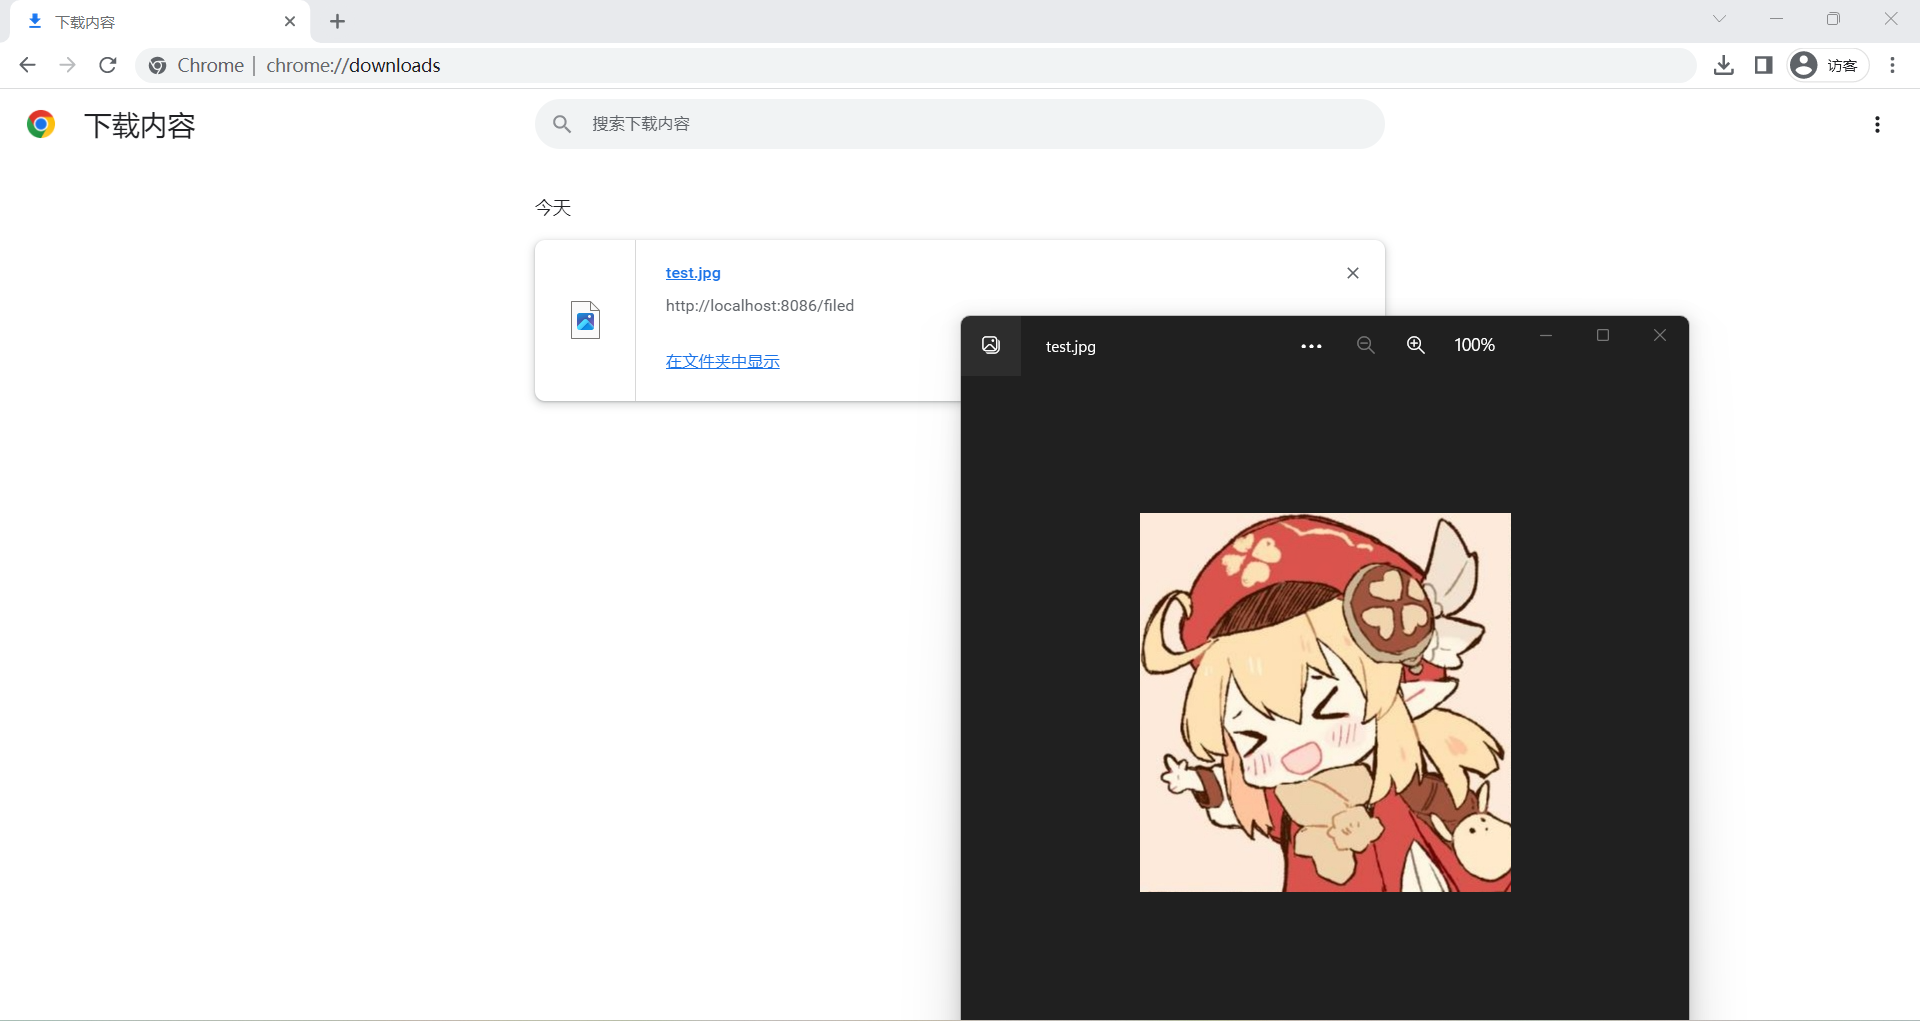 下载内容
Chrome | chrome://downloads
访客
下载内容
搜索下载内容
今天
test.jpg
http://localhost:8086/filed
在文件夹中显示
test.jpg
100%